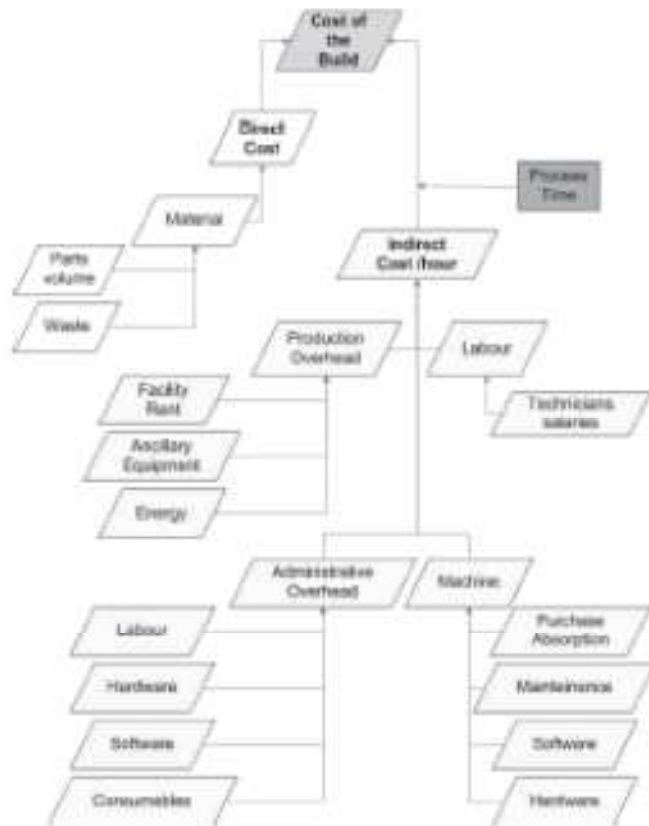 Cost of
the
Build
Direct
Cost
Process
Time
Material
Indirect
Cost /hour
Parts
volume
Waste
Production
Overhead
Labour
Facility
Rent
Technicians
salaries
Ancillary
Equipment
Energy
Administrative
Overhead
Machine
Labour
Purchase
Absorption
Hardware
Maintenance
Software
Software
Consumables
Hardware